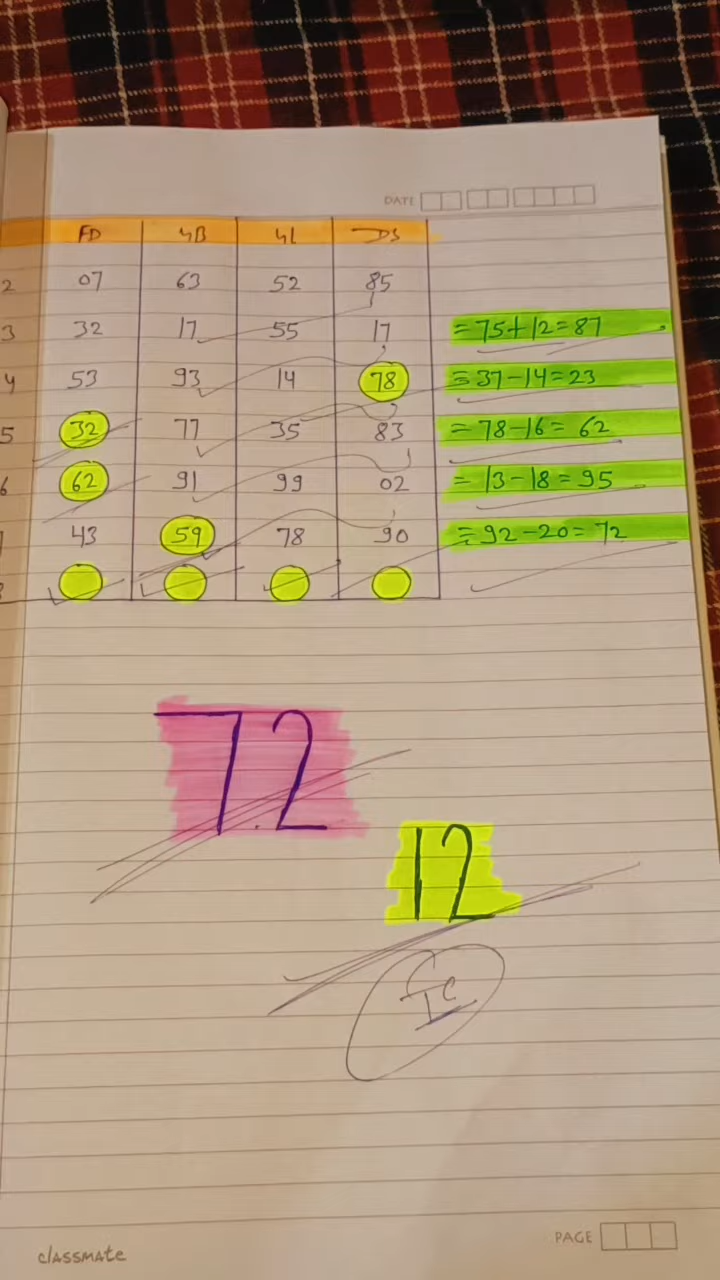 DATE
FD GB GL DS
2 07 63 52 85
3 32 17 55 17 = 75+12=87
4 53 93 14 78 = 37-14=23
5 32 77 35 83 = 78-16= 62
6 62 91 99 02 = 13-18=95
43 59 78 90 = 92-20=72
72
12
PAGE
classmate